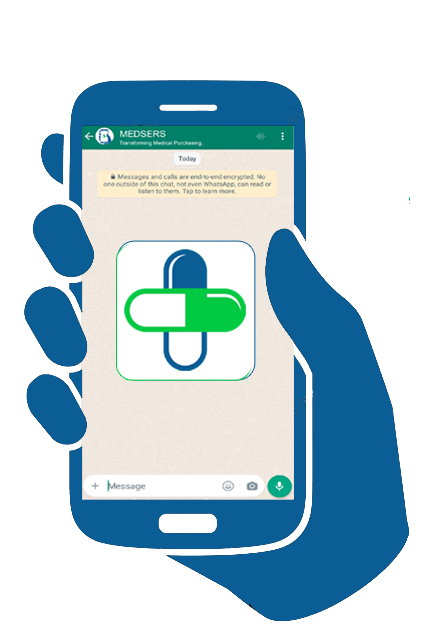 MEDSERS
Transforming Medical Purchasing.
Today
Messages and calls are end-to-end encrypted. No
one outside of this chat, not even WhatsApp, can read or
listen to them. Tap to learn more.
Message